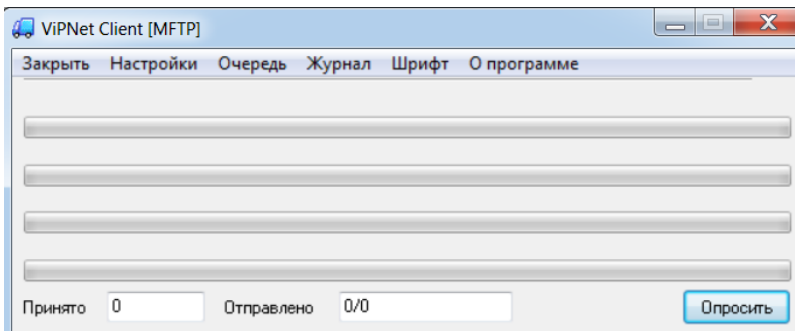 ViPNet Client [MFTP]
Закрыть Настройки Очередь Журнал Шрифт О программе
Принято 0 Отправлено 0/0 Опросить